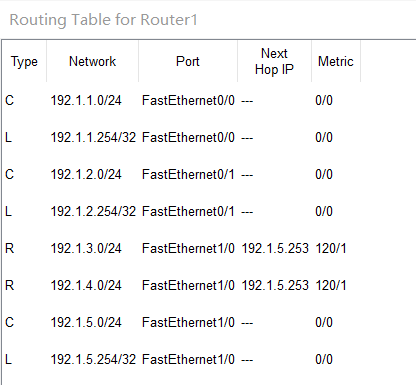 Routing Table for Router1
Type Network Port Next Hop IP Metric
C 192.1.1.0/24 FastEthernet0/0 --- 0/0
L 192.1.1.254/32 FastEthernet0/0 --- 0/0
C 192.1.2.0/24 FastEthernet0/1 --- 0/0
L 192.1.2.254/32 FastEthernet0/1 --- 0/0
R 192.1.3.0/24 FastEthernet1/0 192.1.5.253 120/1
R 192.1.4.0/24 FastEthernet1/0 192.1.5.253 120/1
C 192.1.5.0/24 FastEthernet1/0 --- 0/0
L 192.1.5.254/32 FastEthernet1/0 --- 0/0